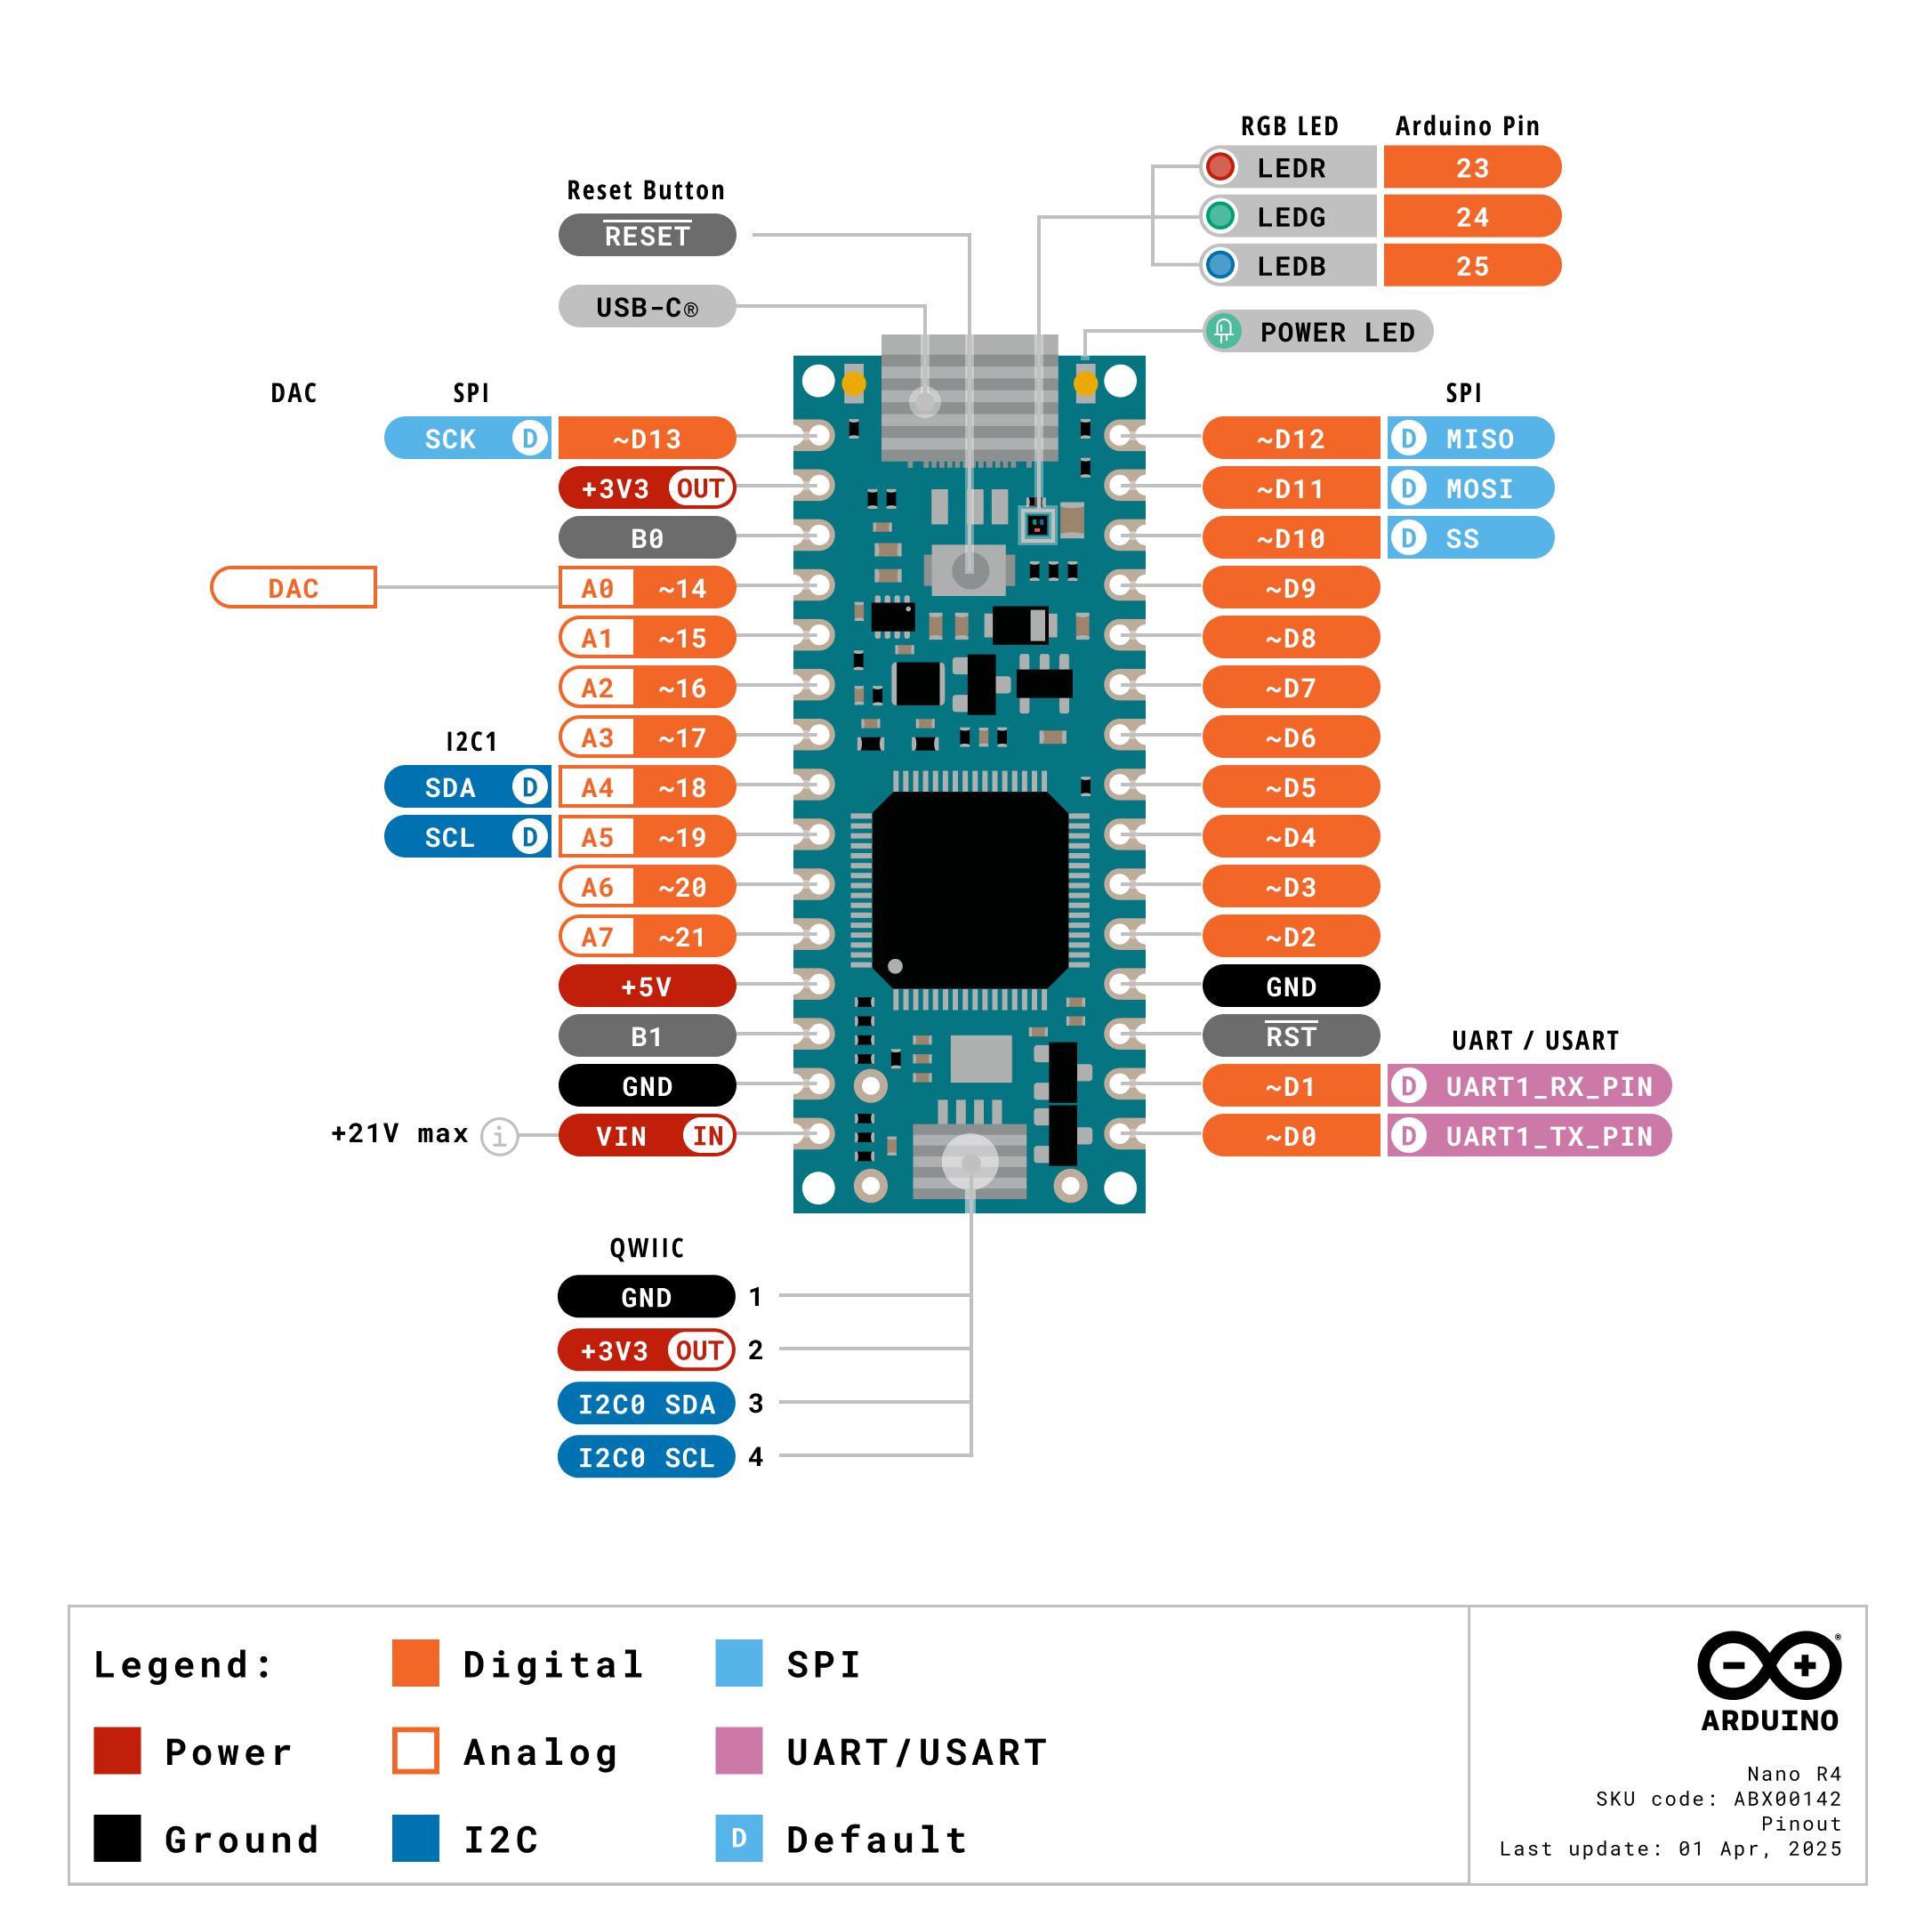 RGB LED Arduino Pin
LEDR 23
LEDG 24
LEDB 25
POWER LED
Reset Button
RESET
USB-C®
DAC SPI
SCK D ~D13
+3V3 OUT
B0
DAC A0 ~14
A1 ~15
A2 ~16
A3 ~17
I2C1
SDA D A4 ~18
SCL D A5 ~19
A6 ~20
A7 ~21
+5V
B1
GND
+21V max i VIN IN
SPI
~D12 D MISO
~D11 D MOSI
~D10 D SS
~D9
~D8
~D7
~D6
~D5
~D4
~D3
~D2
GND
RST
UART / USART
~D1 D UART1_RX_PIN
~D0 D UART1_TX_PIN
QWIIC
GND 1
+3V3 OUT 2
I2C0 SDA 3
I2C0 SCL 4
Legend:
Power
Ground
Digital
Analog
I2C
SPI
UART/USART
D Default
®
ARDUINO
Nano R4
SKU code: ABX00142
Pinout
Last update: 01 Apr, 2025